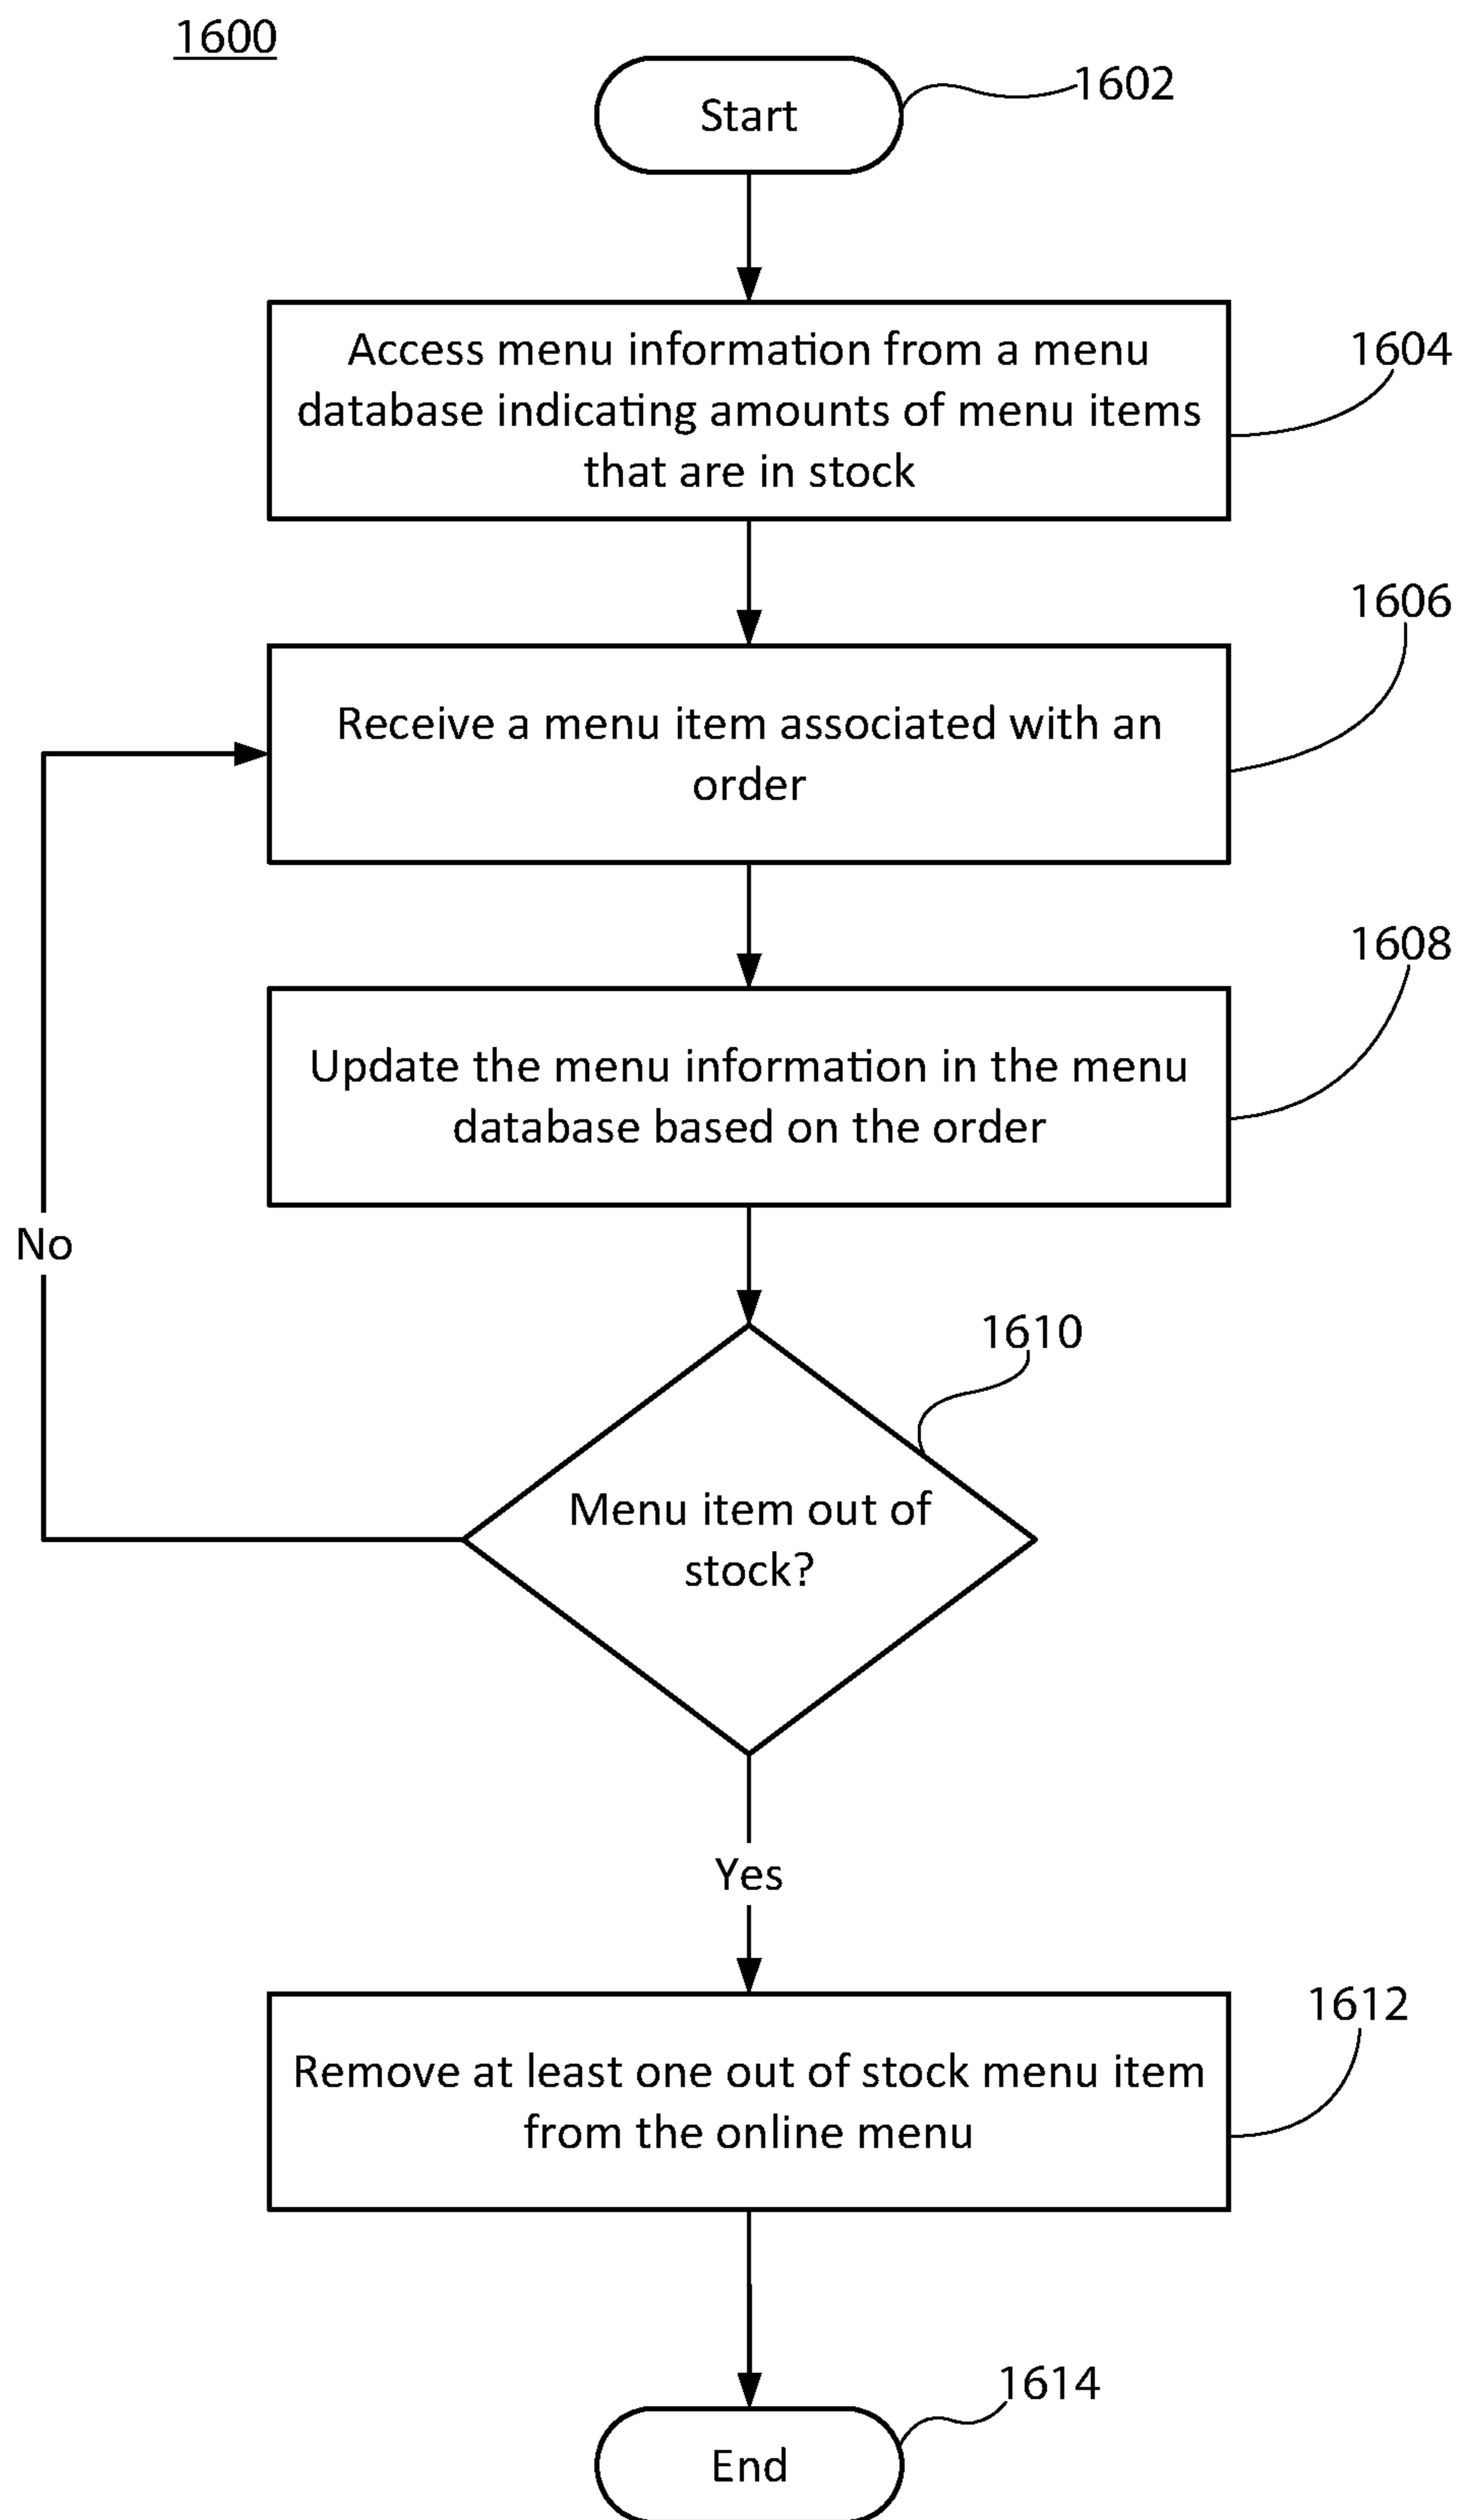 1600
Start
1602
Access menu information from a menu
database indicating amounts of menu items
that are in stock
1604
Receive a menu item associated with an
order
1606
Update the menu information in the menu
database based on the order
1608
No
Menu item out of
stock?
1610
Yes
Remove at least one out of stock menu item
from the online menu
1612
End
1614